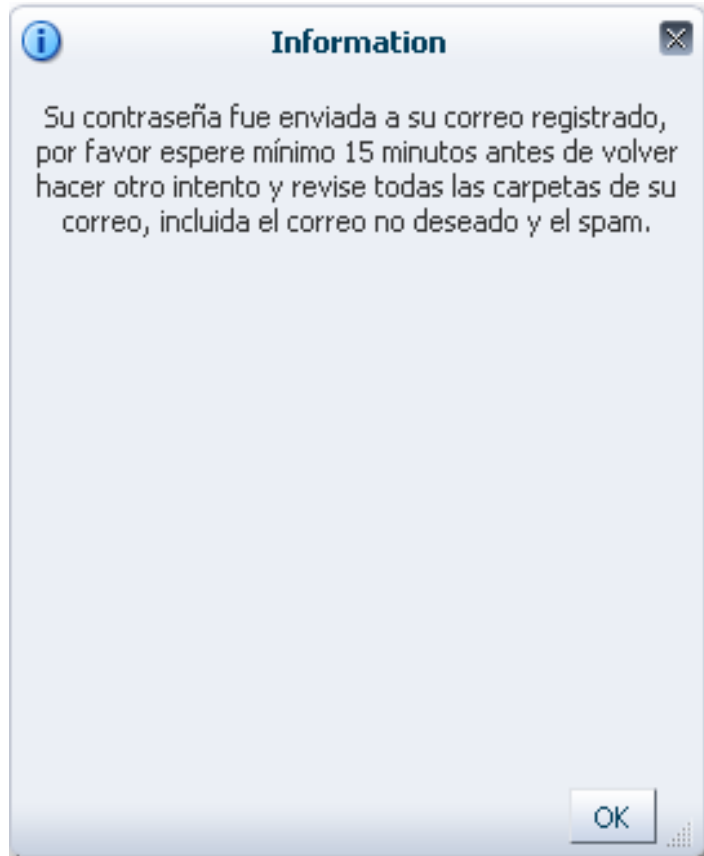 Information
Su contraseña fue enviada a su correo registrado,
por favor espere mínimo 15 minutos antes de volver
hacer otro intento y revise todas las carpetas de su
correo, incluida el correo no deseado y el spam.
OK